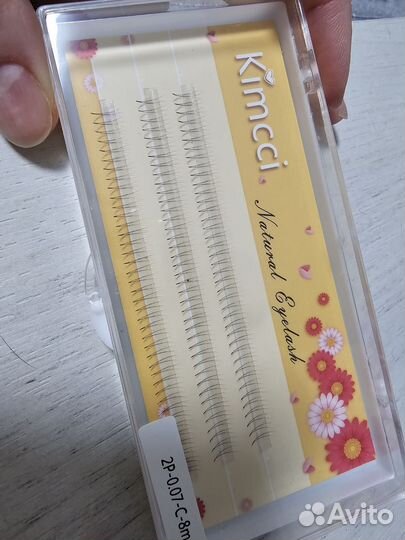 Kimcci
Natural Eyelash
2P-0.07-C-8m
Avito